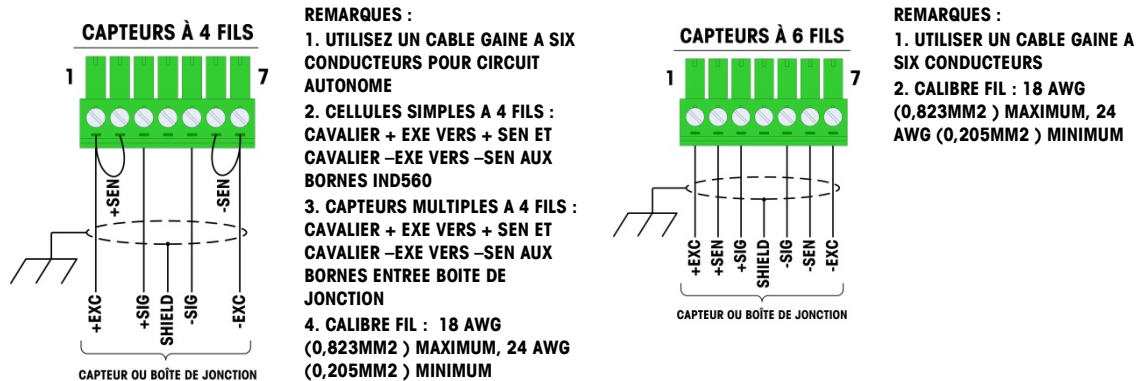 CAPTEURS À 4 FILS
1
7
+SEN
-SEN
+EXC
+SIG
SHIELD
-SIG
-EXC
CAPTEUR OU BOÎTE DE JONCTION
REMARQUES :
1. UTILISEZ UN CABLE GAINE A SIX
CONDUCTEURS POUR CIRCUIT
AUTONOME
2. CELLULES SIMPLES A 4 FILS :
CAVALIER + EXE VERS + SEN ET
CAVALIER –EXE VERS –SEN AUX
BORNES IND560
3. CAPTEURS MULTIPLES A 4 FILS :
CAVALIER + EXE VERS + SEN ET
CAVALIER –EXE VERS –SEN AUX
BORNES ENTREE BOITE DE
JONCTION
4. CALIBRE FIL : 18 AWG
(0,823MM2 ) MAXIMUM, 24 AWG
(0,205MM2 ) MINIMUM
CAPTEURS À 6 FILS
1
7
+EXC
+SEN
+SIG
SHIELD
-SIG
-SEN
-EXC
CAPTEUR OU BOÎTE DE JONCTION
REMARQUES :
1. UTILISER UN CABLE GAINE A
SIX CONDUCTEURS
2. CALIBRE FIL : 18 AWG
(0,823MM2 ) MAXIMUM, 24
AWG (0,205MM2 ) MINIMUM